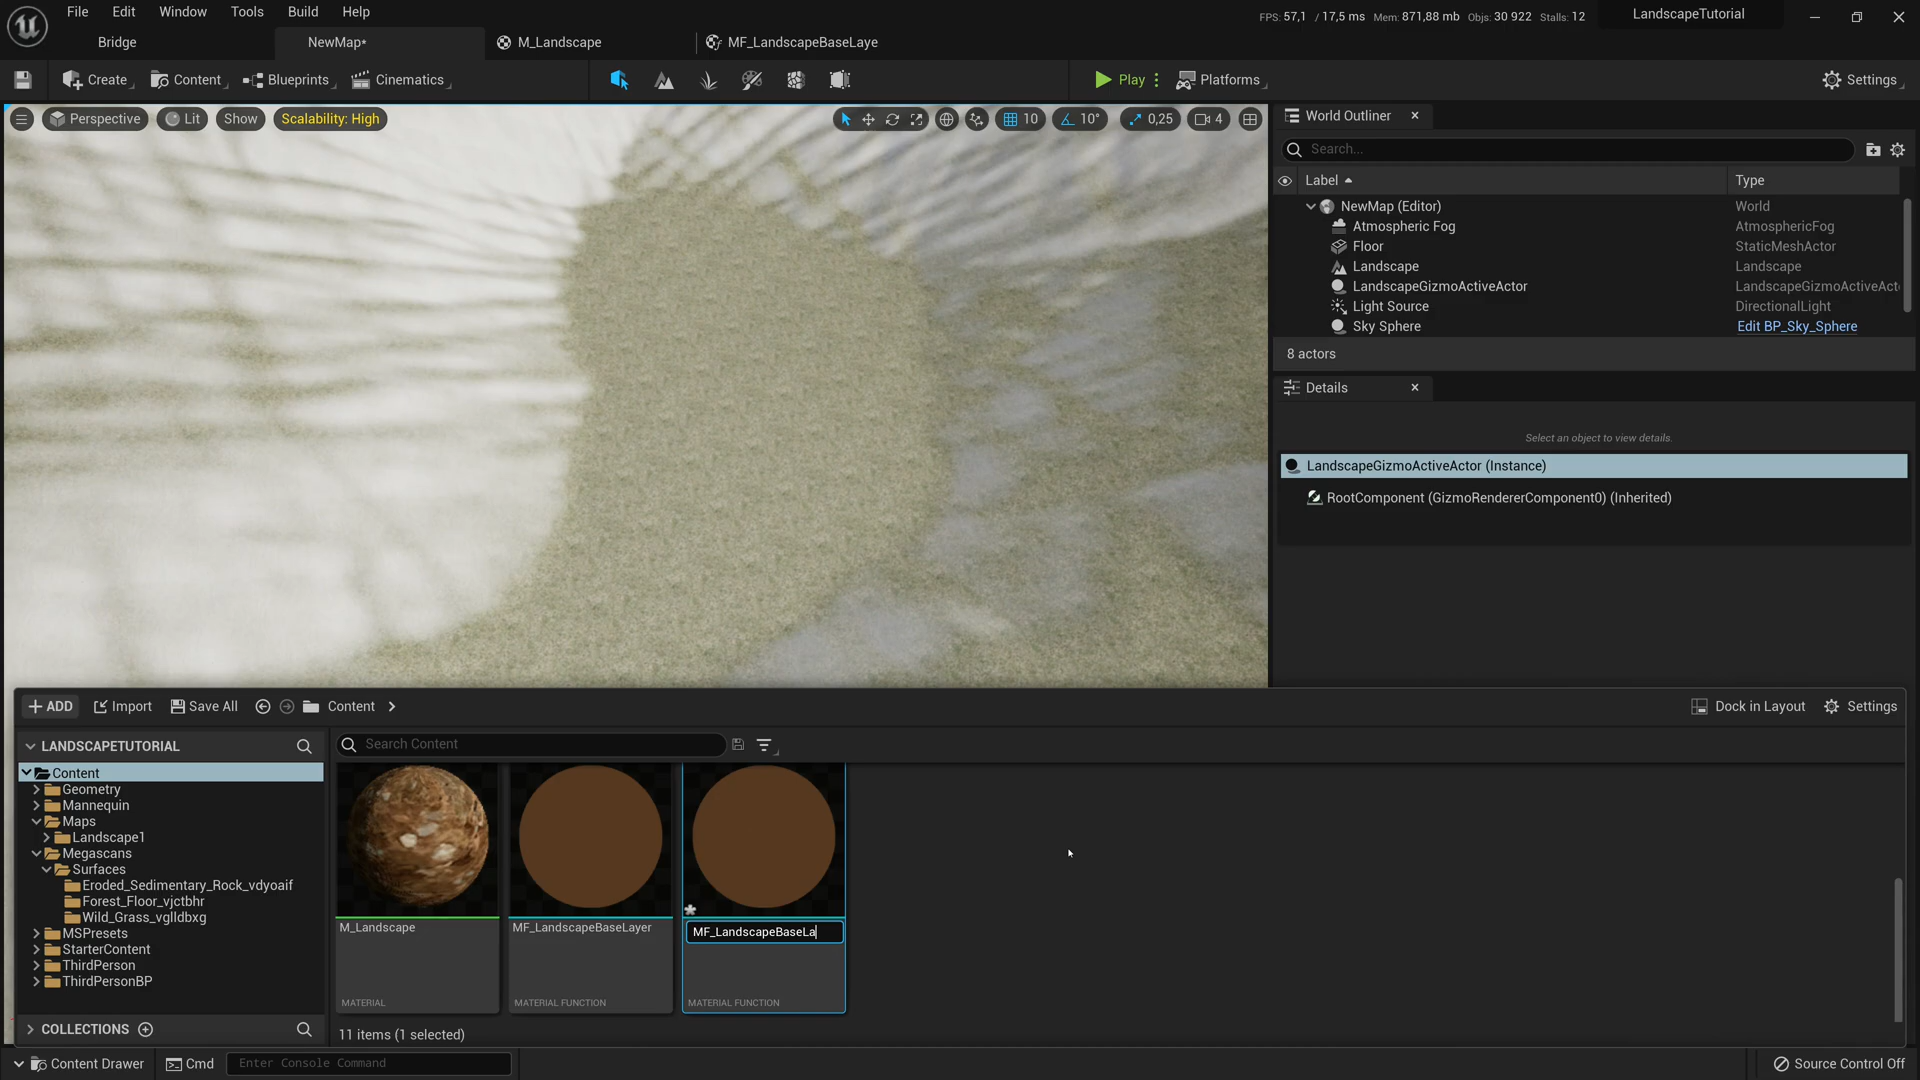 File Edit Window Tools Build Help
FPS: 57,1 / 17,5 ms Mem: 871,88 mb Objs: 30 922 Stalls: 12
LandscapeTutorial
Bridge
NewMap*
M_Landscape
MF_LandscapeBaseLaye
Create
Content
Blueprints
Cinematics
Play
Platforms
Settings
Perspective
Lit
Show
Scalability: High
10
10°
0,25
4
World Outliner
Search...
Label
Type
NewMap (Editor) World
Atmospheric Fog AtmosphericFog
Floor StaticMeshActor
Landscape Landscape
LandscapeGizmoActiveActor LandscapeGizmoActiveAct
Light Source DirectionalLight
Sky Sphere Edit BP_Sky_Sphere
8 actors
Details
Select an object to view details.
LandscapeGizmoActiveActor (Instance)
RootComponent (GizmoRendererComponent0) (Inherited)
ADD
Import
Save All
Content
Dock in Layout
Settings
LANDSCAPETUTORIAL
Search Content
Content
Geometry
Mannequin
Maps
Landscape1
Megascans
Surfaces
Eroded_Sedimentary_Rock_vdyoaif
Forest_Floor_vjctbhr
Wild_Grass_vglldbxg
MSPresets
StarterContent
ThirdPerson
ThirdPersonBP
COLLECTIONS
M_Landscape
MATERIAL
MF_LandscapeBaseLayer
MATERIAL FUNCTION
MF_LandscapeBaseLa
MATERIAL FUNCTION
11 items (1 selected)
Content Drawer
Cmd
Enter Console Command
Source Control Off